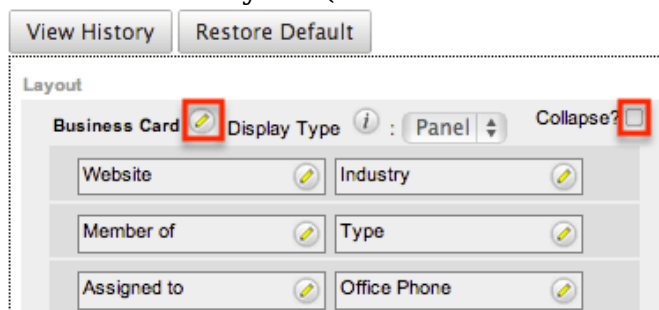 View History Restore Default
Layout
Business Card Display Type i : Panel Collapse?
Website Industry
Member of Type
Assigned to Office Phone